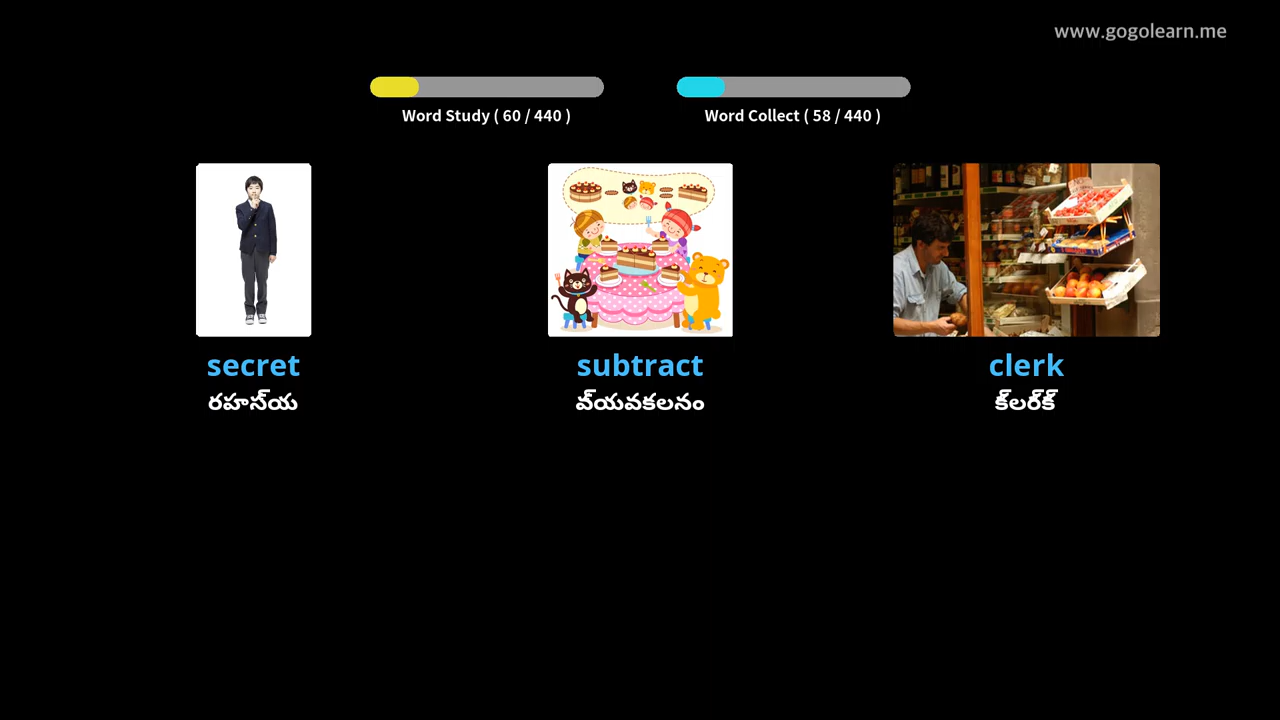 www.gogolearn.me
Word Study ( 60 / 440 )
Word Collect ( 58 / 440 )
secret
subtract
clerk
రహస్‌య
వ్‌యవకలనం
క్‌లర్‌క్